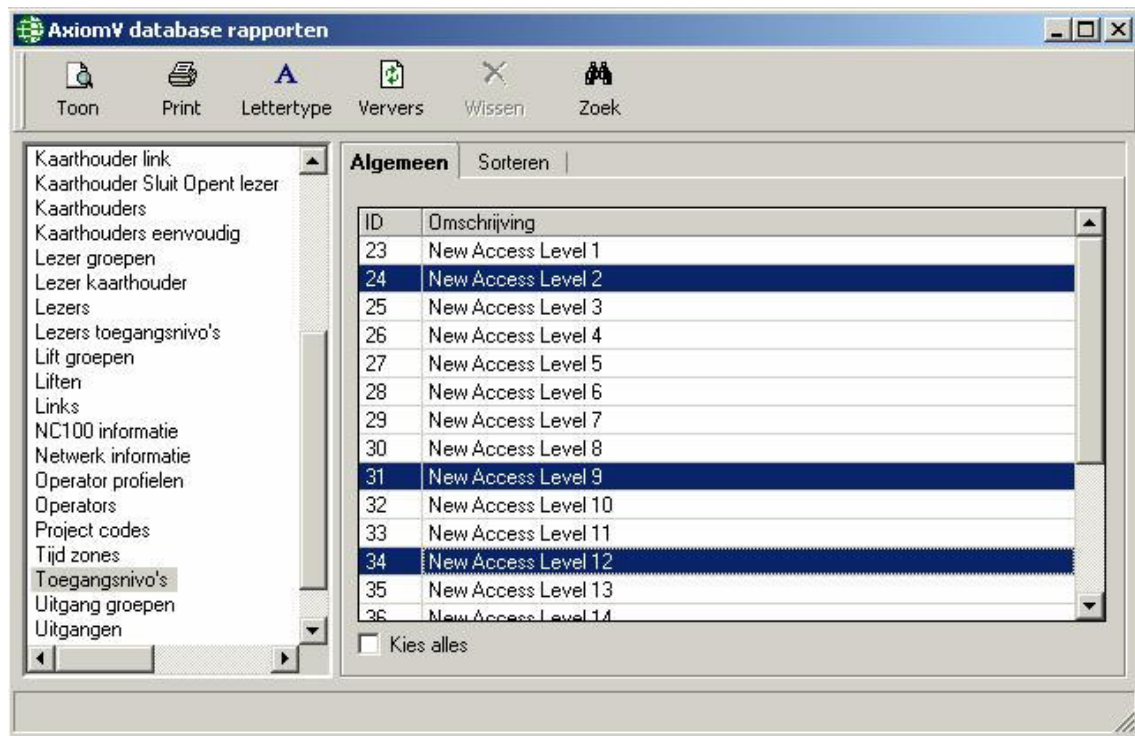 AxiomV database rapporten
Toon Print Lettertype Ververs Wissen Zoek
Kaarthouder link
Kaarthouder Sluit Opent lezer
Kaarthouders
Kaarthouders eenvoudig
Lezer groepen
Lezer kaarthouder
Lezers
Lezers toegangsnivo's
Lift groepen
Liften
Links
NC100 informatie
Netwerk informatie
Operator profielen
Operators
Project codes
Tijd zones
Toegangsnivo's
Uitgang groepen
Uitgangen
Algemeen Sorteren
ID Omschrijving
23 New Access Level 1
24 New Access Level 2
25 New Access Level 3
26 New Access Level 4
27 New Access Level 5
28 New Access Level 6
29 New Access Level 7
30 New Access Level 8
31 New Access Level 9
32 New Access Level 10
33 New Access Level 11
34 New Access Level 12
35 New Access Level 13
36 New Access Level 14
Kies alles